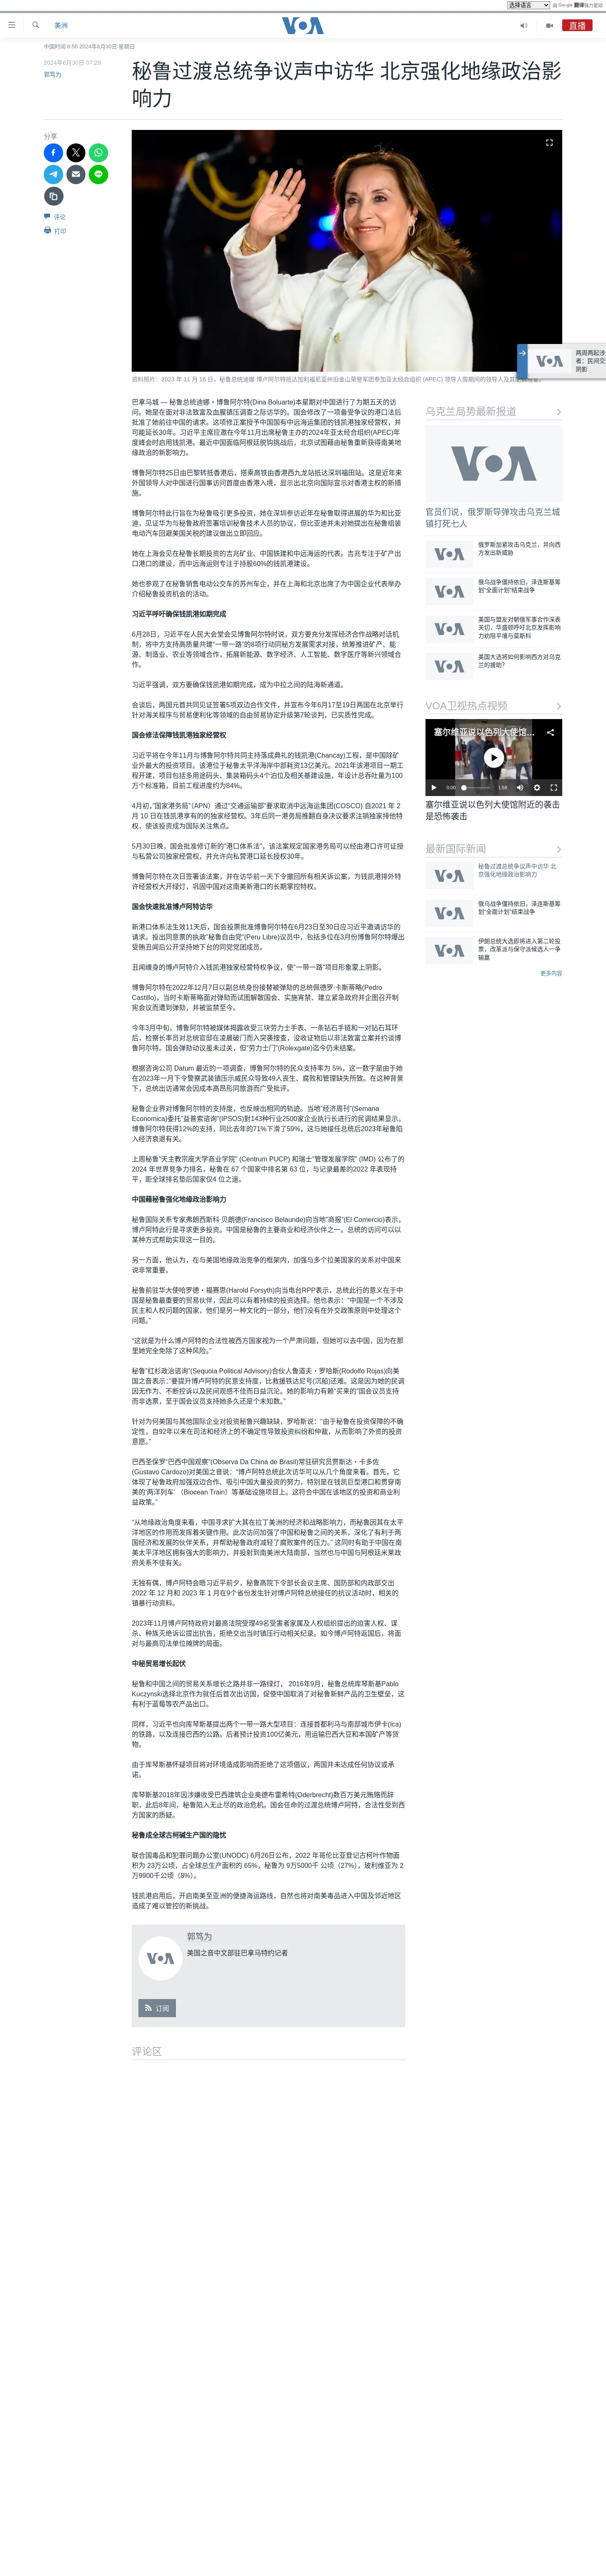 选择语言 由 Google 翻译强力驱动
美洲
VOA
直播
中国时间 8:56 2024年6月30日 星期日
2024年6月30日 07:28
郭笃为
秘鲁过渡总统争议声中访华 北京强化地缘政治影
响力
分享
评论
打印
资料照片：2023 年 11 月 16 日，秘鲁总统迪娜·博鲁阿尔特抵达加利福尼亚州旧金山荣誉军团参加亚太经合组织 (APEC) 领导人周期间的领导人及其
巴拿马城 — 秘鲁总统迪娜・博鲁阿尔特(Dina Boluarte)本星期对中国进行了为期五天的访
问。她是在面对非法致富及血腥镇压调查之际访华的。国会修改了一项备受争议的港口法后
批准了她前往中国的请求。这项修正案授予中国国有中远海运集团的钱凯港独家经营权，并
可能延长30年。习近平主席应邀在今年11月出席秘鲁主办的2024年亚太经合组织(APEC)年
度峰会时启用钱凯港。最近中国面临阿根廷脱钩挑战后，北京试图藉由秘鲁重新获得南美地
缘政治的新影响力。
博鲁阿尔特25日由巴黎转抵香港后，搭乘高铁由香港西九龙站抵达深圳福田站。这是近年来
外国领导人对中国进行国事访问首度由香港入境，显示出北京向国际宣示对香港主权的新措
施。
博鲁阿尔特此行旨在为秘鲁吸引更多投资，她在深圳参访近年在秘鲁取得进展的华为和比亚
迪，见证华为与秘鲁政府签署培训秘鲁技术人员的协议，但比亚迪并未对她提出在秘鲁组装
电动汽车回避美国关税的建议做出立即回应。
她在上海会见在秘鲁长期投资的吉兆矿业、中国铁建和中远海运的代表。吉兆专注于矿产出
口港口的建设，而中远海运则专注于持股60%的钱凯港建设。
她也参观了在秘鲁销售电动公交车的苏州车企，并在上海和北京出席了为中国企业代表举办
介绍秘鲁投资机会的活动。
习近平呼吁确保钱凯港如期完成
6月28日，习近平在人民大会堂会见博鲁阿尔特时说，双方要充分发挥经济合作战略对话机
制，将中方支持高质量共建“一带一路”的8项行动同秘方发展需求对接，统筹推进矿产、能
源、制造业、农业等领域合作，拓展新能源、数字经济、人工智能、数字医疗等新兴领域合
作。
习近平强调，双方要确保钱凯港如期完成，成为中拉之间的陆海新通道。
会谈后，两国元首共同见证签署5项双边合作文件，并宣布今年6月17至19日两国在北京举行
针对海关程序与贸易便利化等领域的自由贸易协定升级第7轮谈判，已实质性完成。
国会修法保障钱凯港独家经营权
习近平将在今年11月与博鲁阿尔特共同主持落成典礼的钱凯港(Chancay)工程，是中国除矿
业外最大的投资项目。该港位于秘鲁太平洋海岸中部耗资13亿美元。2021年该港项目一期工
程开建，项目包括多用途码头、集装箱码头4个泊位及相关基建设施，年设计总吞吐量为100
万个标准箱，目前工程进度约为84%。
4月初，“国家港务局”（APN）通过“交通运输部”要求取消中远海运集团(COSCO) 自2021 年 2
月 10 日在钱凯港享有的的独家经营权。3年后同一港务局推翻自身决议要求注销独家排他特
权，使该投资成为国际关注焦点。
5月30日晚，国会批准修订新的“港口体系法”，该法案规定国家港务局可以经由港口许可证授
与私营公司独家经营权，并允许向私营港口延长授权30年。
博鲁阿尔特在次日签署该法案，并在访华前一天下令撤回所有相关诉讼案，为钱凯港排外特
许经营权大开绿灯，巩固中国对这南美新港口的长期掌控特权。
国会快速批准博卢阿特访华
新港口体系法生效11天后，国会投票批准博鲁阿尔特在6月23日至30日应习近平邀请访华的
请求。投出同意票的执政“秘鲁自由党”(Peru Libre)议员中，包括多位在3月份博鲁阿尔特爆出
受贿丑闻后公开坚持她下台的同党党团成员。
丑闻缠身的博卢阿特介入钱凯港独家经营特权争议，使“一带一路”项目形象蒙上阴影。
博鲁阿尔特在2022年12月7日以副总统身份接替被弹劾的总统佩德罗·卡斯蒂略(Pedro
Castillo)，当时卡斯蒂略面对弹劾而试图解散国会、实施宵禁、建立紧急政府并企图召开制
宪会议而遭到弹劾，并被监禁至今。
今年3月中旬，博鲁阿尔特被媒体揭露收受三块劳力士手表、一条钻石手链和一对钻石耳环
后，检察长率员对总统官邸在凌晨破门而入突袭搜查，没收证物后以非法致富立案并约谈博
鲁阿尔特。国会弹劾动议虽未过关，但”劳力士门”(Rolexgate)迄今仍未结案。
根据咨询公司 Datum 最近的一项调查，博鲁阿尔特的民众支持率为 5%，这一数字是由于她
在2023年一月下令警察武装镇压示威民众导致49人丧生、腐败和管理缺失所致。在这种背景
下，总统出访通常会因成本高昂形同旅游而广受批评。
秘鲁企业界对博鲁阿尔特的支持度，也反映出相同的轨迹。当地“经济周刊”(Semana
Economica)委托“益普索谘询”(IPSOS)對143种行业2500家企业执行长进行的民调结果显示，
博鲁阿尔特获得12%的支持，同比去年的71%下滑了59%，这与她接任总统后2023年秘鲁陷
入经济衰退有关。
上周秘鲁“天主教宗座大学商业学院” (Centrum PUCP) 和瑞士“管理发展学院” (IMD) 公布了的
2024 年世界竞争力排名，秘鲁在 67 个国家中排名第 63 位，与记录最差的2022 年表现持
平，距全球排名垫后国家仅4 位之遥。
中国藉秘鲁强化地缘政治影响力
秘鲁国际关系专家弗朗西斯科·贝朗德(Francisco Belaunde)向当地"商报"(El Comercio)表示，
博卢阿特此行是寻求更多投资。中国是秘鲁的主要商业和经济伙伴之一。总统的访问可以以
某种方式帮助实现这一目的。
另一方面，他认为，在与美国地缘政治竞争的框架内，加强与多个拉美国家的关系对中国来
说非常重要。
秘鲁前驻华大使哈罗德・福赛思(Harold Forsyth)向当电台RPP表示，总统此行的意义在于中
国是秘鲁最重要的贸易伙伴，因此可以有着持续的投资选择。他也表示：“中国是一个不涉及
民主和人权问题的国家，他们是另一种文化的一部分，他们没有在外交政策原则中处理这个
问题。”
“这就是为什么博卢阿特的合法性被西方国家视为一个严肃问题，但她可以去中国，因为在那
里她完全免除了这种风险。”
秘鲁“红杉政治谘询”(Sequoia Political Advisory)合伙人鲁道夫・罗哈斯(Rodolfo Rojas)向美
国之音表示：”要提升博卢阿特的民意支持度，比救援铁达尼号(沉船)还难。这是因为她的民调
因无作为、不断控诉以及民间观感不佳而日益沉沦。她的影响力有赖“买来的”国会议员支持
而非选票，至于国会议员支持她多久还是个未知数。”
针对为何美国与其他国际企业对投资秘鲁兴趣缺缺，罗哈斯说：“由于秘鲁在投资保障的不确
定性，自92年以来在司法和经济上的不确定性导致投资纠纷和仲裁，从而影响了外资的投资
意愿。”
巴西圣保罗“巴西中国观察”(Observa Da China de Brasil)常驻研究员贾斯达・卡多佐
(Gustavo Cardozo)对美国之音说：“博卢阿特总统此次访华可以从几个角度来看。首先，它
体现了秘鲁政府加强双边合作、吸引中国大量投资的努力，特别是在钱凯巨型港口和贯穿南
美的‘两洋列车’ （Biocean Train）等基础设施项目上。这符合中国在该地区的投资和商业利
益政策。”
“从地缘政治角度来看，中国寻求扩大其在拉丁美洲的经济和战略影响力，而秘鲁因其在太平
洋地区的作用而发挥着关键作用。此次访问加强了中国和秘鲁之间的关系，深化了有利于两
国经济和发展的伙伴关系，并帮助秘鲁政府减轻了腐败案件的压力。” 这同时有助于中国在南
美太平洋地区拥有强大的影响力，并投射到南美洲大陆南部，当然也与中国与阿根廷米莱政
府关系不佳有关。
无独有偶，博卢阿特会晤习近平前夕，秘鲁高院下令部长会议主席、国防部和内政部交出
2022 年 12 月和 2023 年 1 月在9个省份发生针对博卢阿特总统接任的抗议活动时，相关的
镇暴行动资料。
2023年11月博卢阿特政府对最高法院受理49名受害者家属及人权组织提出的迫害人权、谋
杀、种族灭绝诉讼提出抗告，拒绝交出当时镇压行动相关纪录。如今博卢阿特返国后，将面
对与最高司法单位摊牌的局面。
中秘贸易增长起伏
秘鲁和中国之间的贸易关系增长之路并非一路绿灯， 2016年9月，秘鲁总统库琴斯基Pablo
Kuczynski选择北京作为就任后首次出访国，促使中国取消了对秘鲁新鲜产品的卫生壁垒，这
有利于蓝莓等农产品出口。
同样，习近平也向库琴斯基提出两个一带一路大型项目：连接首都利马与南部城市伊卡(Ica)
的铁路，以及连接巴西的公路。后者预计投资100亿美元，用运输巴西大豆和本国矿产等货
物。
由于库琴斯基怀疑项目将对环境造成影响而拒绝了这项倡议，两国并未达成任何协议或承
诺。
库琴斯基2018年因涉嫌收受巴西建筑企业奥德布雷希特(Oderbrecht)数百万美元贿赂而辞
职，此后8年间，秘鲁陷入无止尽的政治危机。国会任命的过渡总统博卢阿特，合法性受到西
方国家的质疑。
秘鲁成全球古柯碱生产国的隐忧
联合国毒品和犯罪问题办公室(UNODC) 6月26日公布，2022 年哥伦比亚登记古柯叶作物面
积为 23万公顷，占全球总生产面积的 65%，秘鲁为 9万5000千 公顷（27%），玻利维亚为 2
万9900千公顷（8%）。
钱凯港启用后，开启南美至亚洲的便捷海运路线，自然也将对南美毒品进入中国及邻近地区
造成了难以管控的新挑战。
郭笃为
美国之音中文部驻巴拿马特约记者
订阅
评论区
两周两起涉
者：民间交
阴影
乌克兰局势最新报道
VOA
官员们说，俄罗斯导弹攻击乌克兰城
镇打死七人
俄罗斯加紧攻击乌克兰，并向西
方发出新威胁
俄乌战争僵持依旧，泽连斯基筹
划“全面计划”结束战争
美国与盟友对朝俄军事合作深表
关切，华盛顿呼吁北京发挥影响
力劝阻平壤与莫斯科
美国大选将如何影响西方对乌克
兰的援助？
VOA卫视热点视频
塞尔维亚说以色列大使馆...
0:00 1:58
塞尔维亚说以色列大使馆附近的袭击
是恐怖袭击
最新国际新闻
秘鲁过渡总统争议声中访华 北
京强化地缘政治影响力
俄乌战争僵持依旧，泽连斯基筹
划“全面计划”结束战争
伊朗总统大选即将进入第二轮投
票，改革派与保守派候选人一争
输赢
更多内容